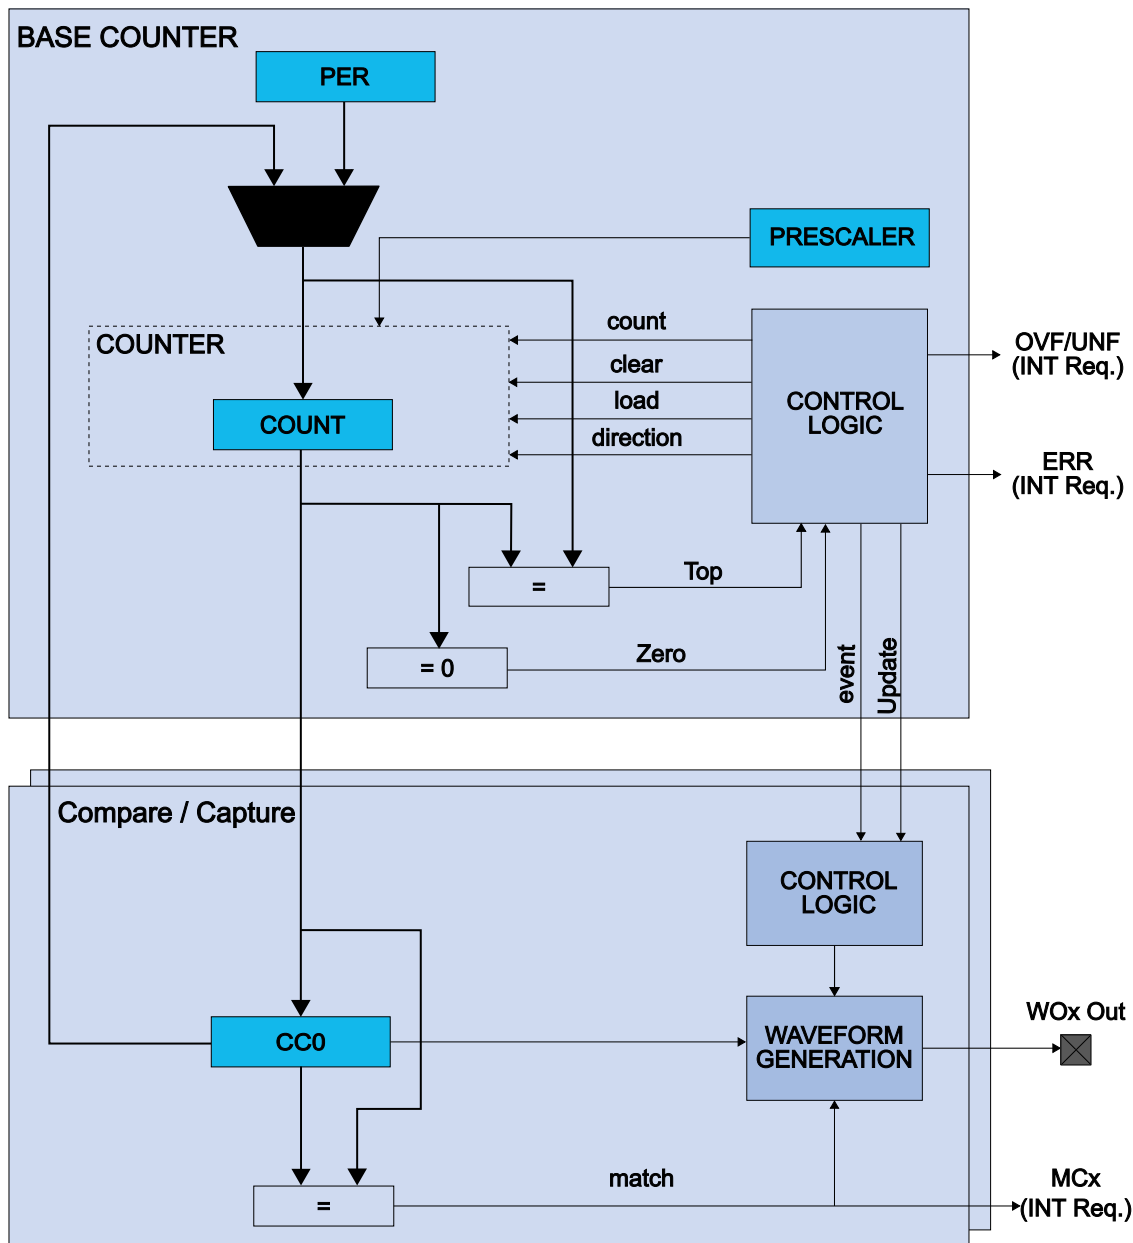 BASE COUNTER
PER
PRESCALER
COUNTER
count
clear
load
direction
COUNT
CONTROL
LOGIC
OVF/UNF
(INT Req.)
ERR
(INT Req.)
=
Top
= 0
Zero
event
Update
Compare / Capture
CONTROL
LOGIC
CC0
WAVEFORM
GENERATION
WOx Out
=
match
MCx
(INT Req.)